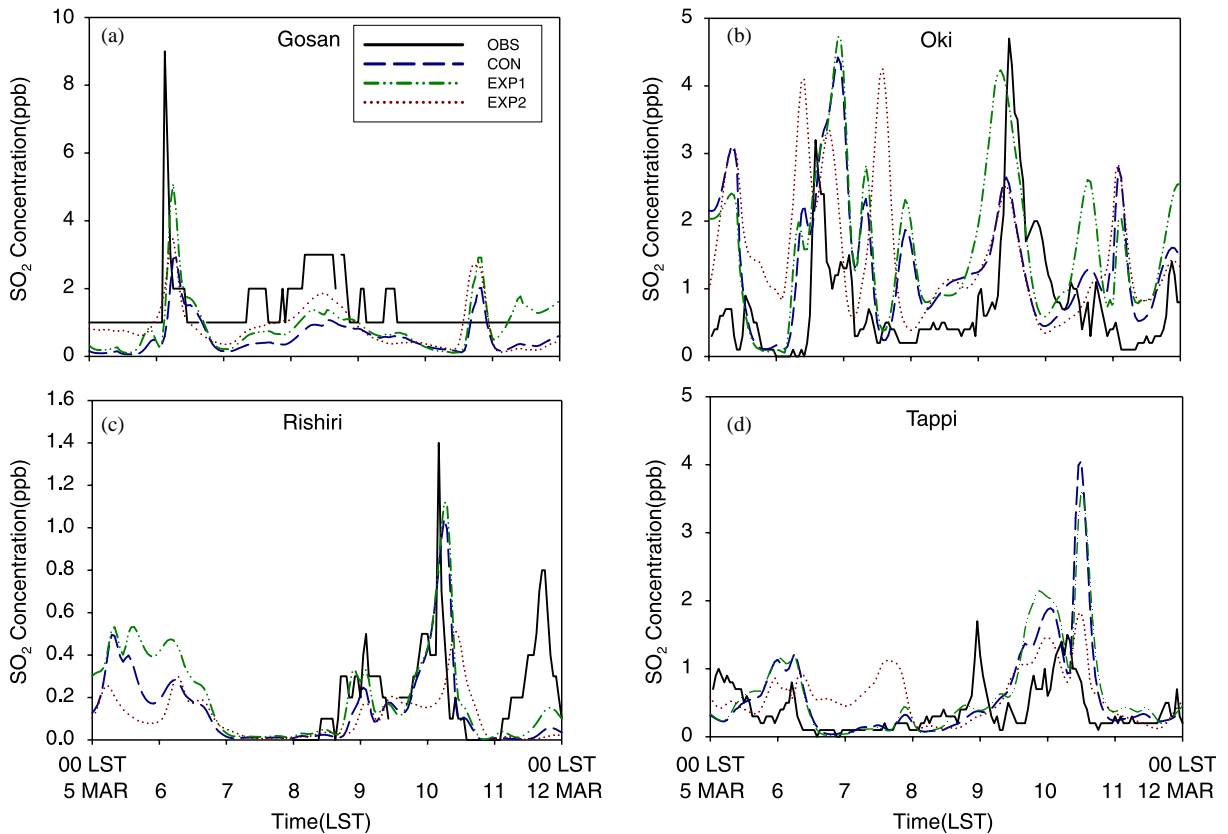 (a)
Gosan
OBS
CON
EXP1
EXP2
10
8
6
4
2
0
SO2 Concentration(ppb)
(b)
Oki
5
4
3
2
1
0
SO2 Concentration(ppb)
(c)
Rishiri
1.6
1.4
1.2
1.0
0.8
0.6
0.4
0.2
0.0
SO2 Concentration(ppb)
00 LST
5 MAR
6
7
8
9
10
11
00 LST
12 MAR
Time(LST)
(d)
Tappi
5
4
3
2
1
0
SO2 Concentration(ppb)
00 LST
5 MAR
6
7
8
9
10
11
00 LST
12 MAR
Time(LST)